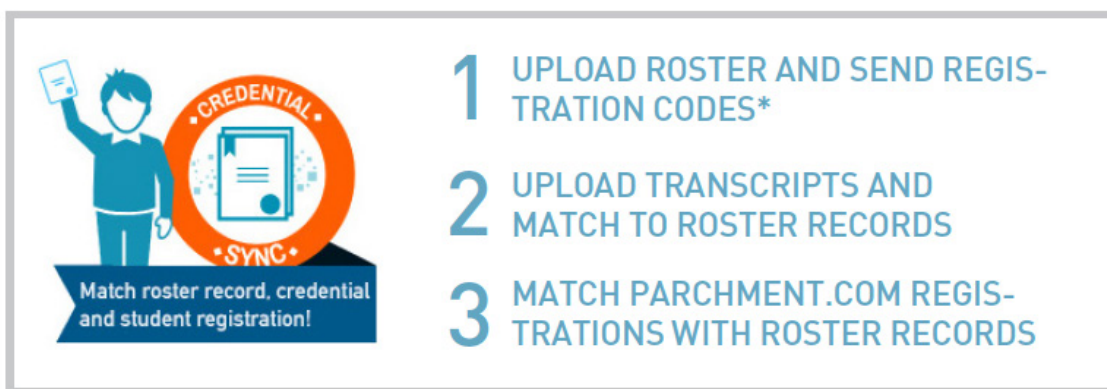 CREDENTIAL
SYNC
Match roster record, credential
and student registration!
1 UPLOAD ROSTER AND SEND REGIS-
TRATION CODES*
2 UPLOAD TRANSCRIPTS AND
MATCH TO ROSTER RECORDS
3 MATCH PARCHMENT.COM REGIS-
TRATIONS WITH ROSTER RECORDS